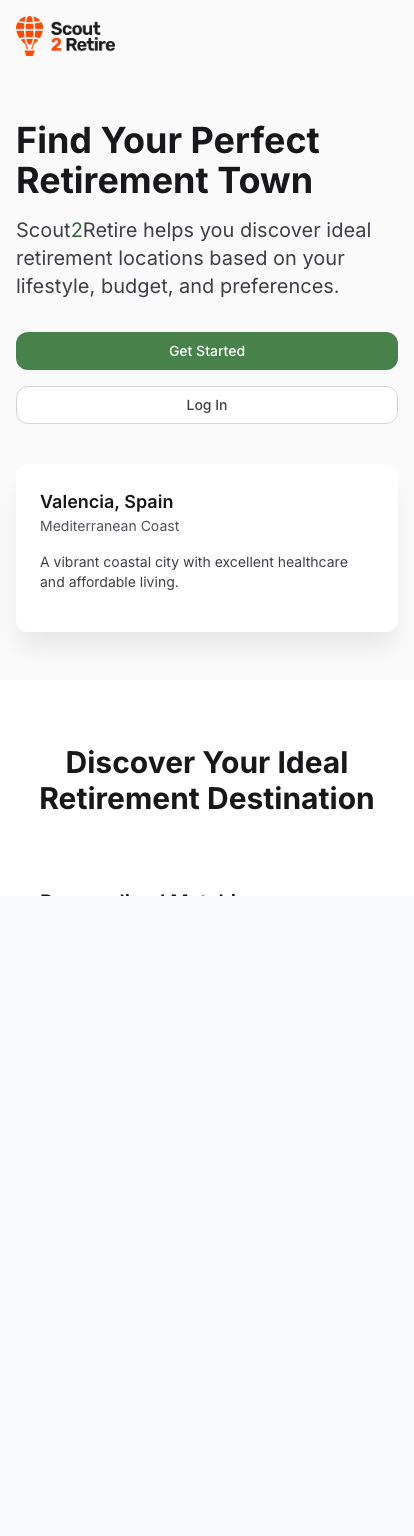 Scout
2 Retire
Find Your Perfect
Retirement Town
Scout2Retire helps you discover ideal
retirement locations based on your
lifestyle, budget, and preferences.
Get Started
Log In
Valencia, Spain
Mediterranean Coast
A vibrant coastal city with excellent healthcare
and affordable living.
Discover Your Ideal
Retirement Destination